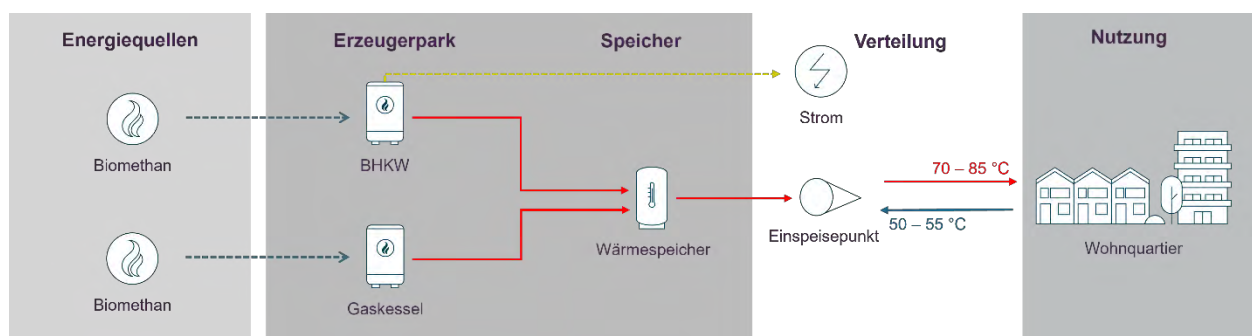 Energiequellen
Erzeugerpark
Speicher
Verteilung
Nutzung
Biomethan
BHKW
Strom
70 – 85 °C
50 – 55 °C
Einspeisepunkt
Wärmespeicher
Wohnquartier
Biomethan
Gaskessel